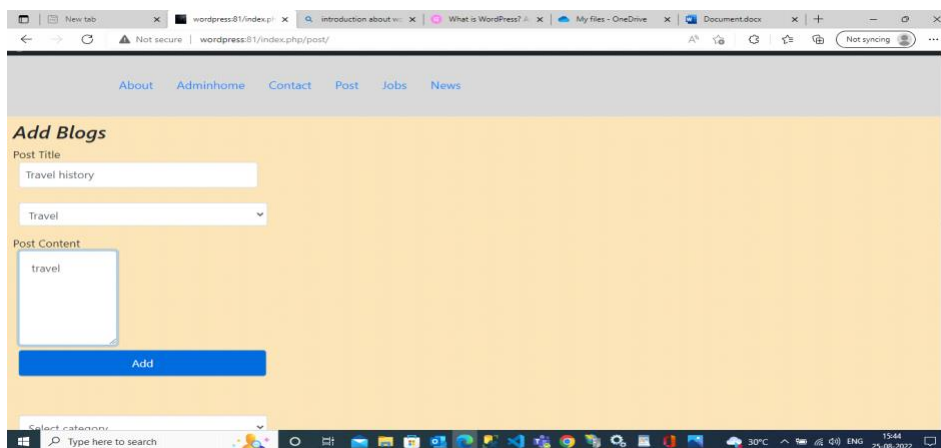 New tab
wordpress:81/index.p
introduction about w
What is WordPress? A
My files - OneDrive
Document.docx
Not secure | wordpress:81/index.php/post/
Not syncing
About Adminhome Contact Post Jobs News
Add Blogs
Post Title
Travel history
Travel
Post Content
travel
Add
Select category
Type here to search
30°C ENG 15:44
25-08-2022